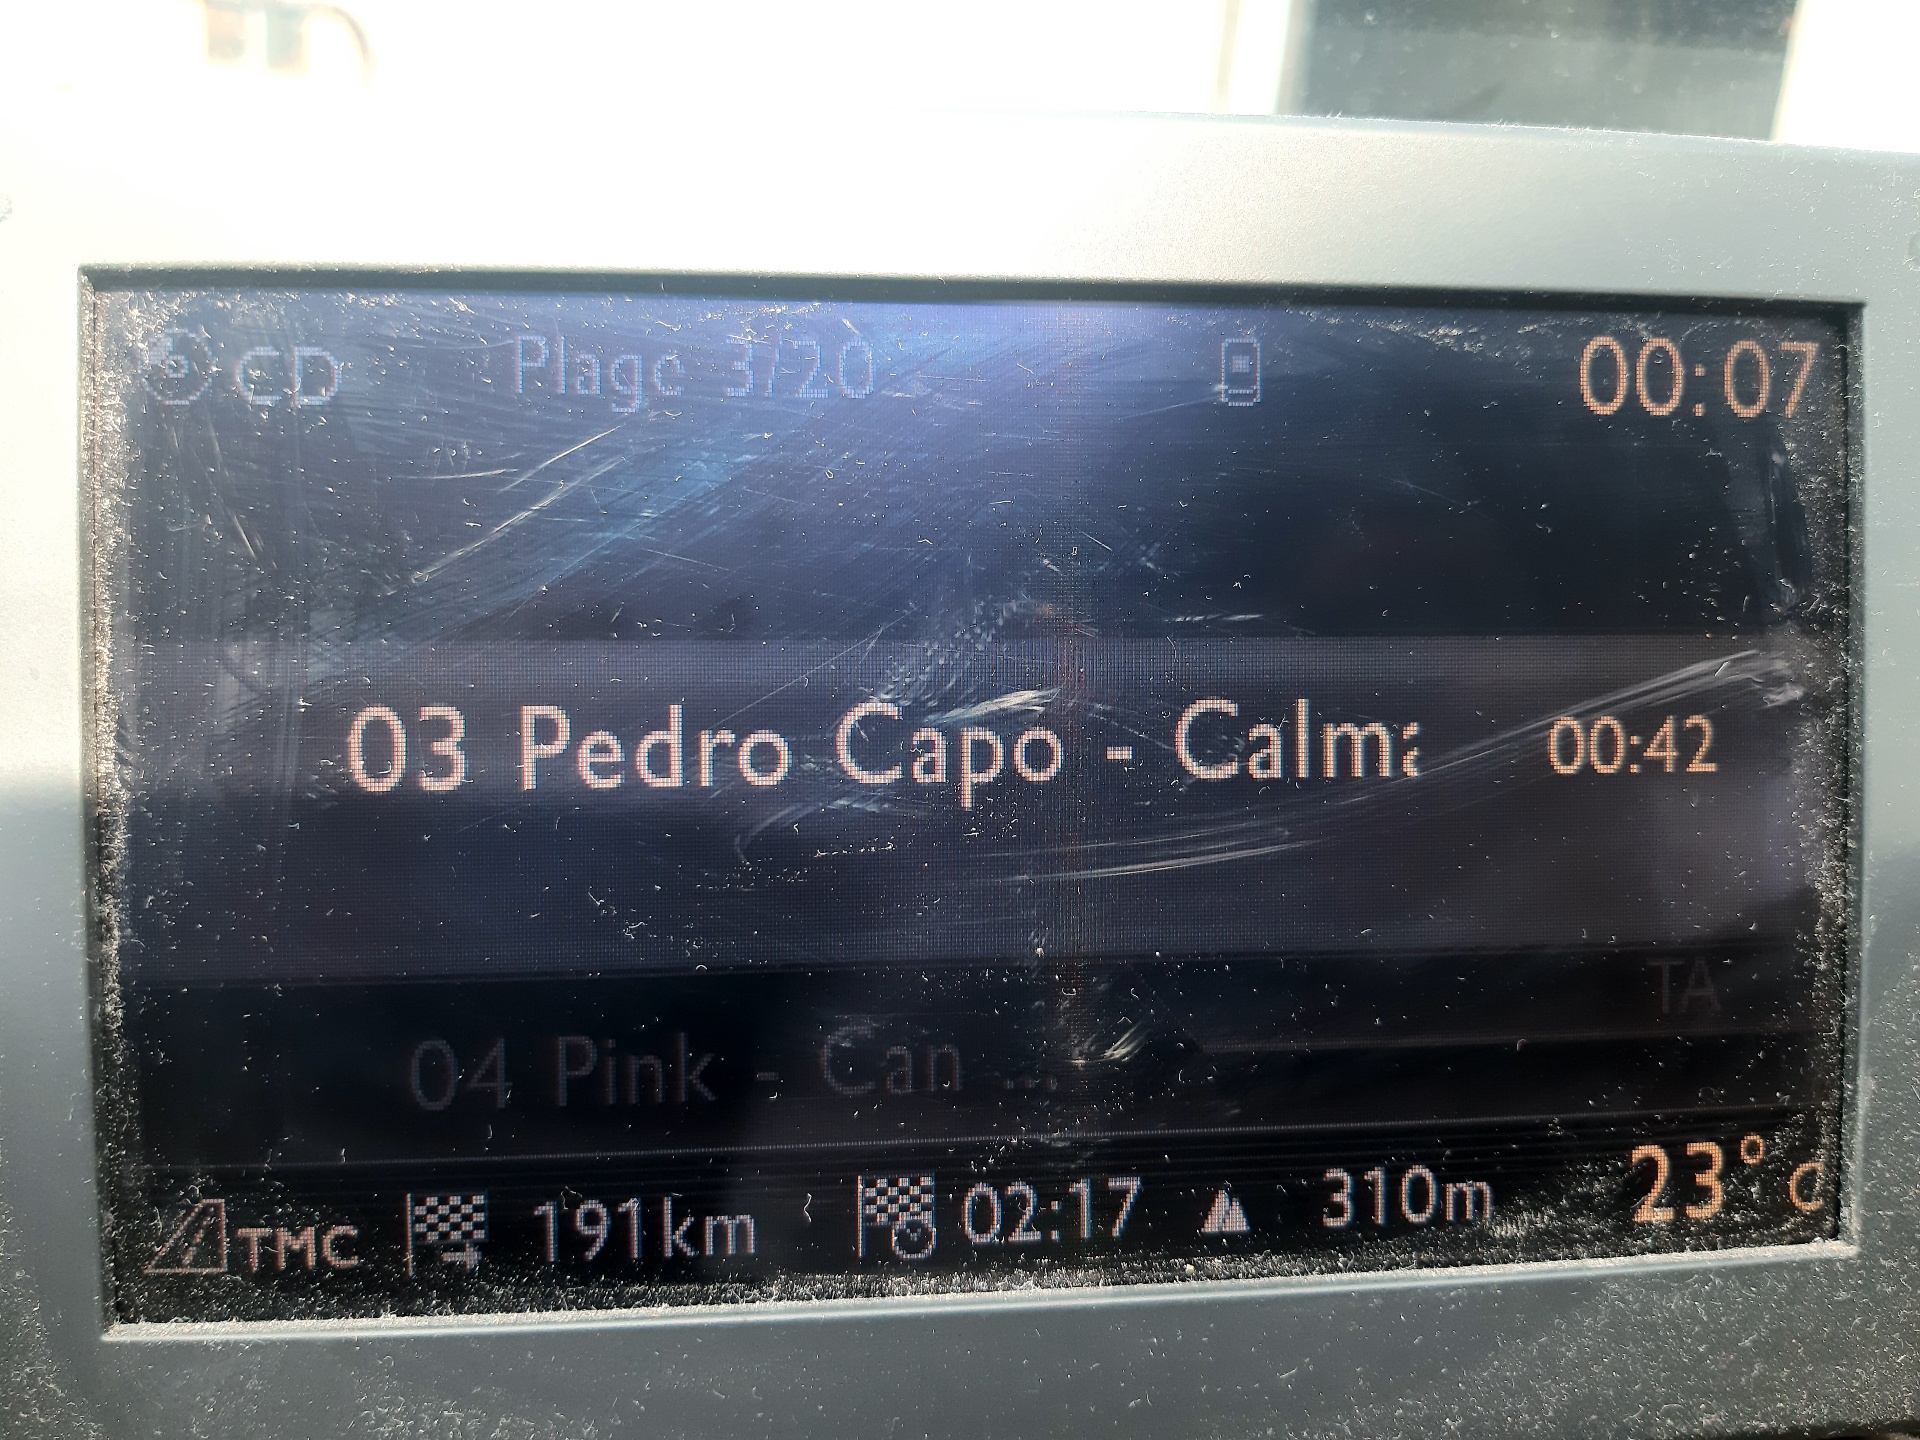 CD Plage 3/20 00:07
03 Pedro Capo - Calma 00:42
TA
04 Pink - Can ...
TMC 191km 02:17 310m 23° C